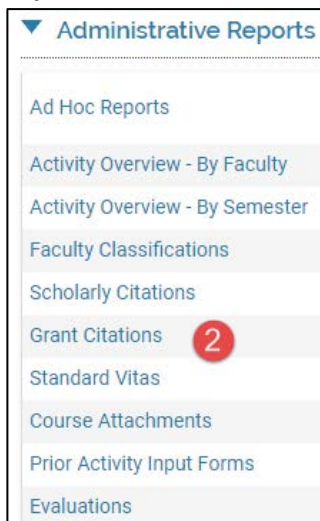 Administrative Reports
Ad Hoc Reports
Activity Overview - By Faculty
Activity Overview - By Semester
Faculty Classifications
Scholarly Citations
Grant Citations 2
Standard Vitas
Course Attachments
Prior Activity Input Forms
Evaluations